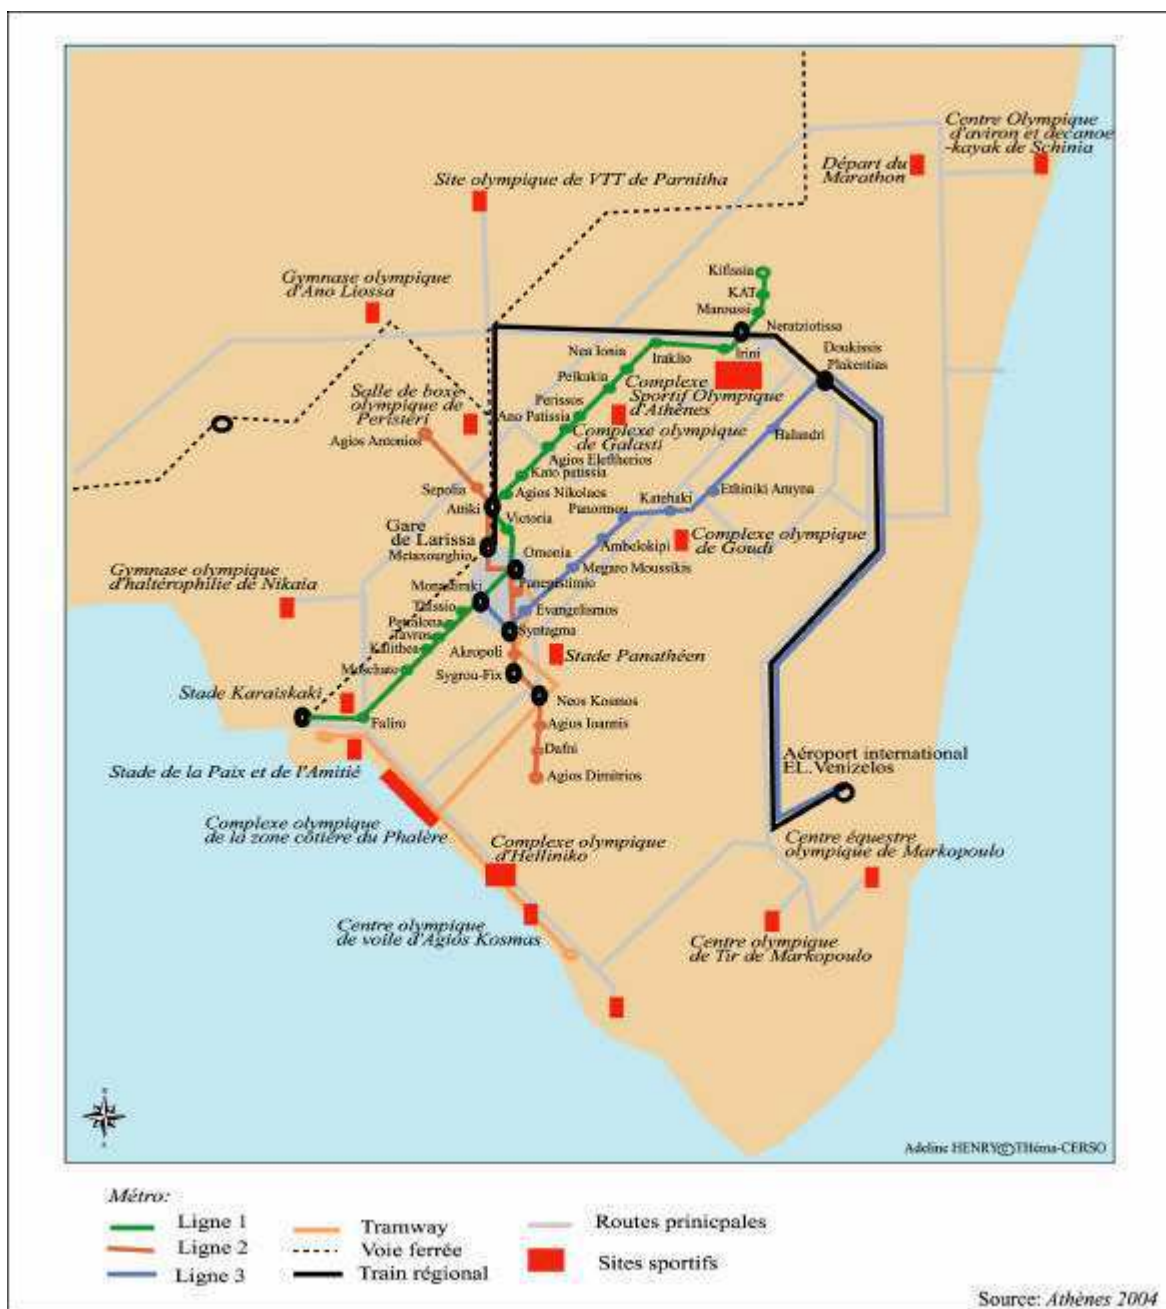 Centre Olympique
d'aviron et decanoe
-kayak de Schinia
Départ du
Marathon
Site olympique de VTT de Parnitha
Gymnase olympique
d'Ano Liossa
Kifissia
KAT
Maroussi
Neratziotissa
Nea Ionia
Iraklio
Irini
Doukissis
Plakentias
Pefkakia
Complexe
Sportif Olympique
d'Athènes
Salle de boxe
olympique de
Peristéri
Perissos
Ano Patissia
Complexe olympique
de Galasti
Halandri
Agios Antonios
Agios Eleftherios
Kato patissia
Sepolia
Agios Nikolaos
Ethiniki Amyna
Katehaki
Attiki
Victoria
Panormou
Gare
de Larissa
Ambelokipi
Complexe olympique
de Goudi
Metaxourghio
Omonia
Gymnase olympique
d'haltérophilie de Nikaia
Megaro Moussikis
Panepistimio
Monastiraki
Thissio
Evangelismos
Petralona
Tavros
Syntagma
Kalithea
Akropoli
Stade Panathéen
Moschato
Sygrou-Fix
Stade Karaiskaki
Neos Kosmos
Faliro
Agios Ioannis
Dafni
Aéroport international
EL.Venizelos
Stade de la Paix et de l'Amitié
Agios Dimitrios
Complexe olympique
de la zone côtière du Phalère
Complexe olympique
d'Helliniko
Centre équestre
olympique de Markopoulo
Centre olympique
de voile d'Agios Kosmas
Centre olympique
de Tir de Markopoulo
Adeline HENRY©THéma-CERSO
Métro:
Ligne 1
Ligne 2
Ligne 3
Tramway
Voie ferrée
Train régional
Routes prinicpales
Sites sportifs
Source: Athènes 2004